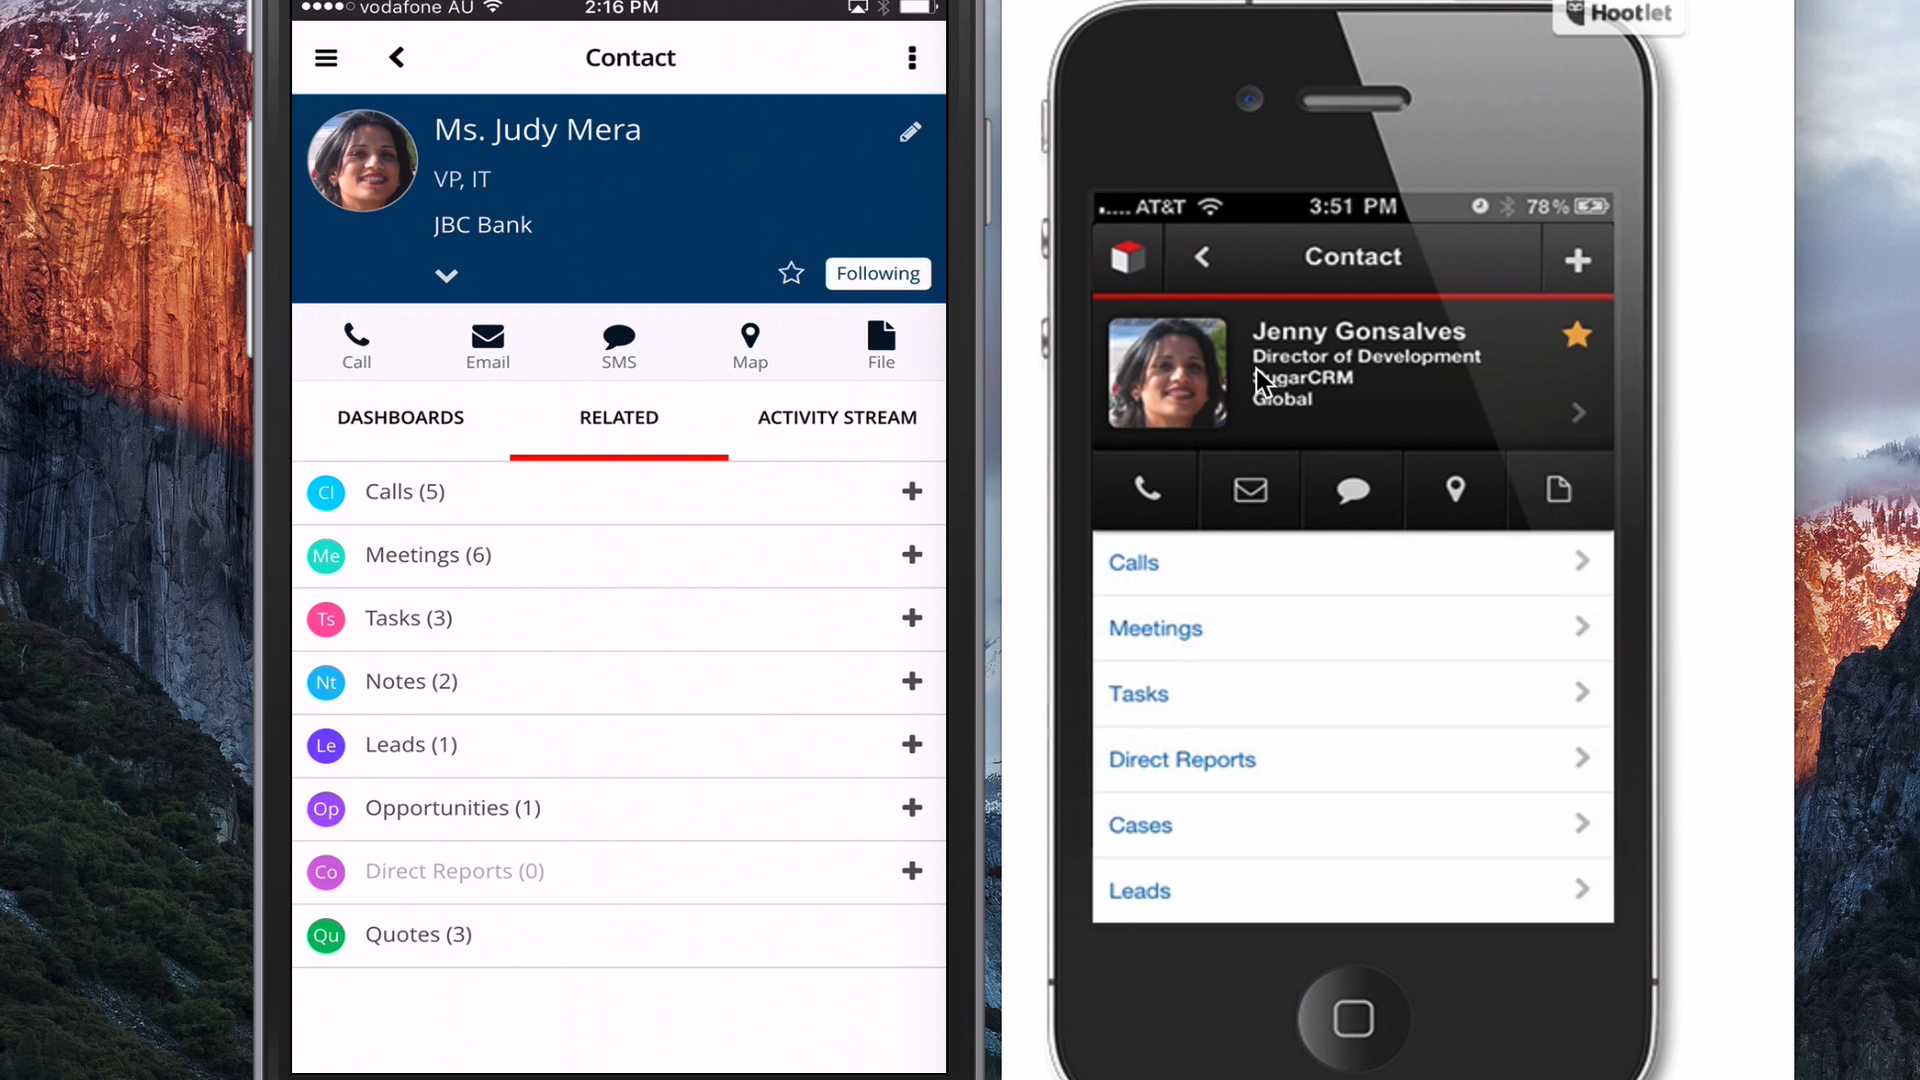 vodafone AU 2:16 PM
Contact
Ms. Judy Mera
VP, IT
JBC Bank
Following
Call Email SMS Map File
DASHBOARDS RELATED ACTIVITY STREAM
Cl Calls (5)
Me Meetings (6)
Ts Tasks (3)
Nt Notes (2)
Le Leads (1)
Op Opportunities (1)
Co Direct Reports (0)
Qu Quotes (3)
Hootlet
AT&T 3:51 PM 78%
Contact
Jenny Gonsalves
Director of Development
SugarCRM
Global
Calls
Meetings
Tasks
Direct Reports
Cases
Leads